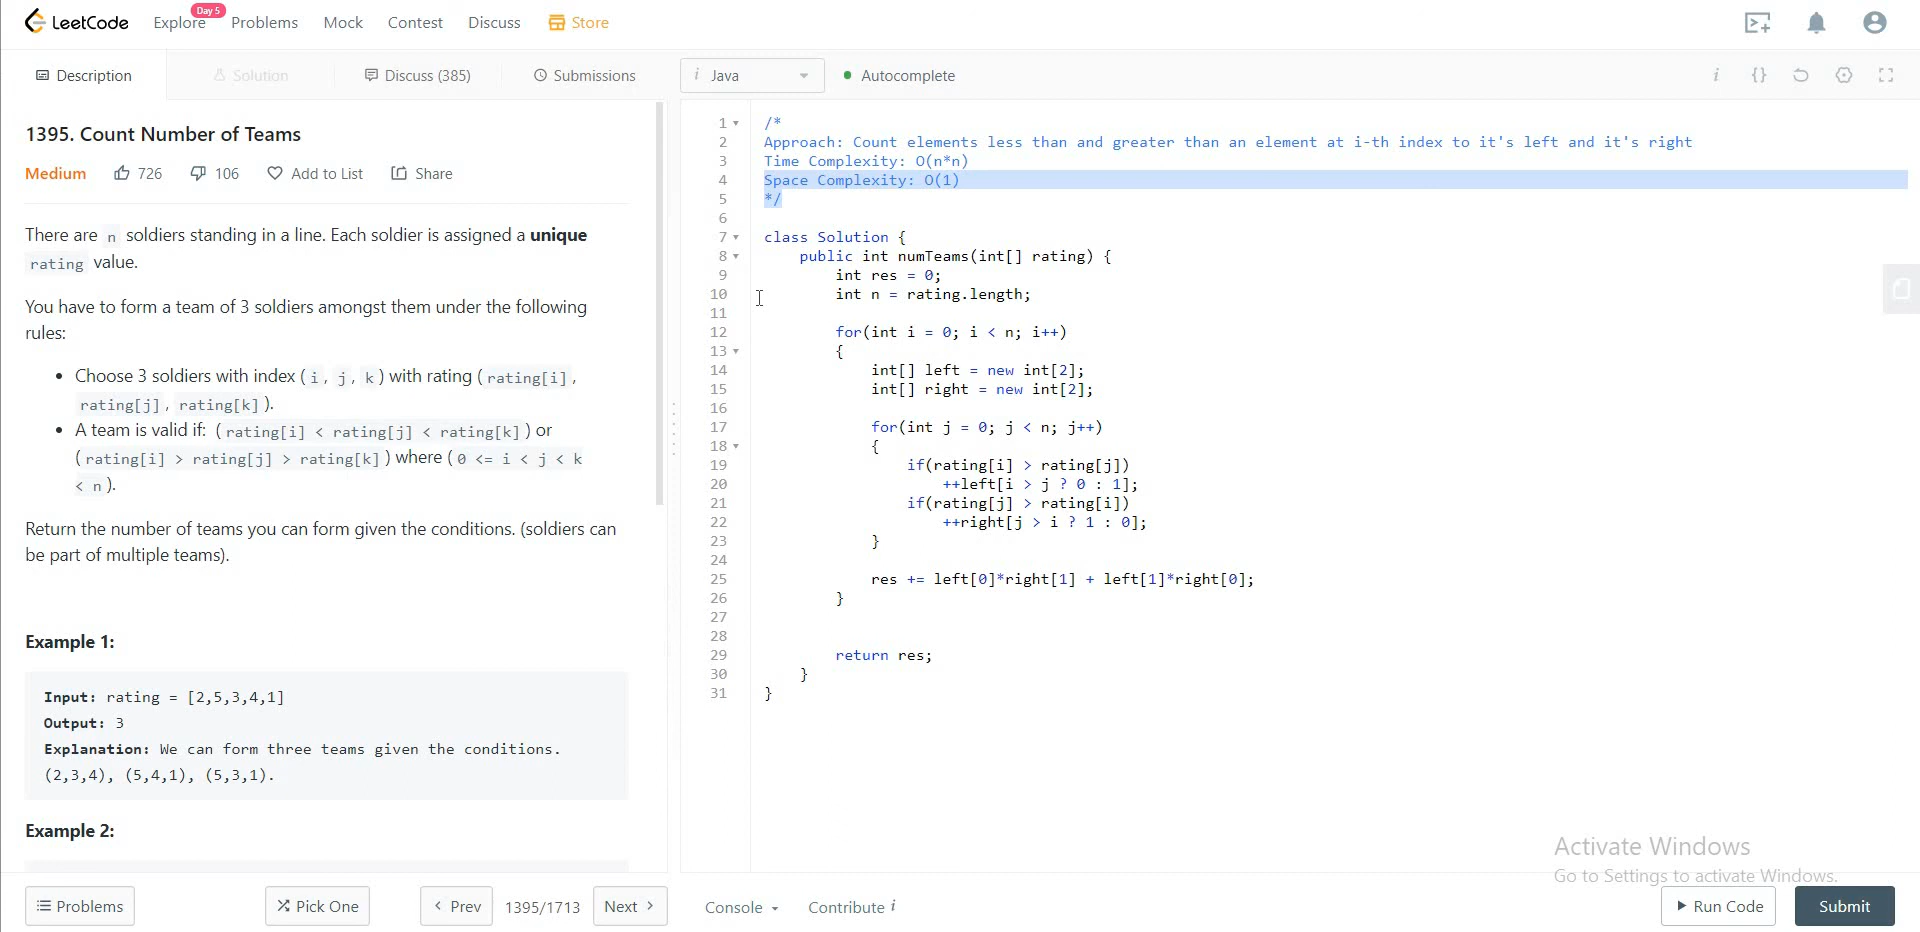 LeetCode Explore Day 5 Problems Mock Contest Discuss Store
Description Solution Discuss (385) Submissions i Java Autocomplete i {}
1395. Count Number of Teams
Medium 726 106 Add to List Share
There are n soldiers standing in a line. Each soldier is assigned a unique
rating value.
You have to form a team of 3 soldiers amongst them under the following
rules:
• Choose 3 soldiers with index (i, j, k) with rating (rating[i],
rating[j], rating[k]).
• A team is valid if: (rating[i] < rating[j] < rating[k]) or
(rating[i] > rating[j] > rating[k]) where (0 <= i < j < k
< n).
Return the number of teams you can form given the conditions. (soldiers can
be part of multiple teams).
Example 1:
Input: rating = [2,5,3,4,1]
Output: 3
Explanation: We can form three teams given the conditions.
(2,3,4), (5,4,1), (5,3,1).
Example 2:
1 /*
2 Approach: Count elements less than and greater than an element at i-th index to it's left and it's right
3 Time Complexity: O(n*n)
4 Space Complexity: O(1)
5 */
6
7 class Solution {
8 public int numTeams(int[] rating) {
9 int res = 0;
10 int n = rating.length;
11
12 for(int i = 0; i < n; i++)
13 {
14 int[] left = new int[2];
15 int[] right = new int[2];
16
17 for(int j = 0; j < n; j++)
18 {
19 if(rating[i] > rating[j])
20 ++left[i > j ? 0 : 1];
21 if(rating[j] > rating[i])
22 ++right[j > i ? 1 : 0];
23 }
24
25 res += left[0]*right[1] + left[1]*right[0];
26 }
27
28
29 return res;
30 }
31 }
Activate Windows
Go to Settings to activate Windows.
Problems Pick One < Prev 1395/1713 Next > Console Contribute i Run Code Submit